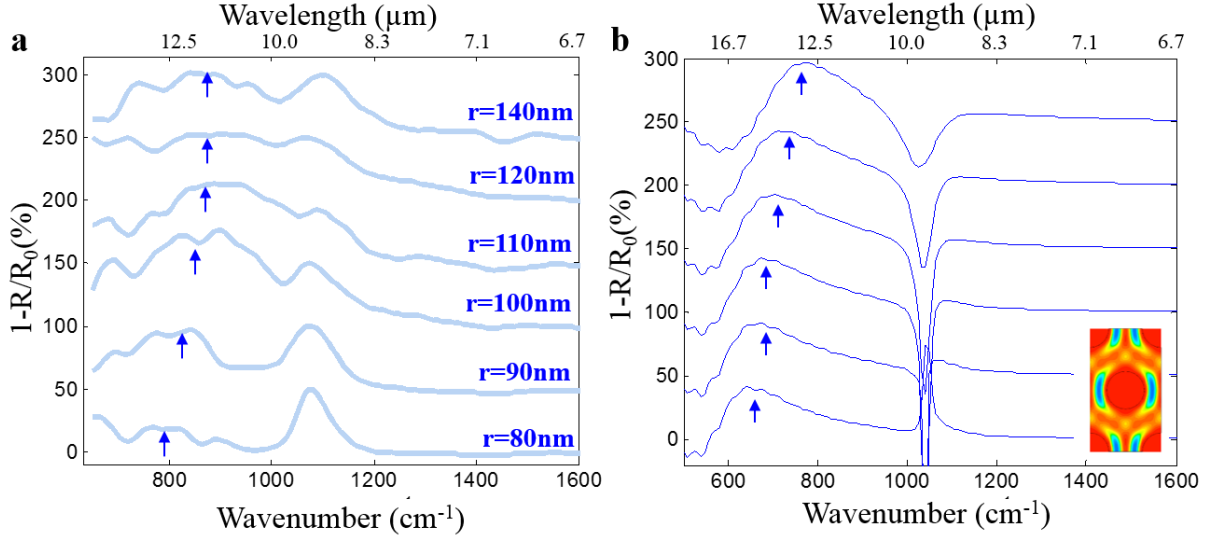 Wavelength (µm)
a
12.5 10.0 8.3 7.1 6.7
300
250
200
150
100
50
0
1-R/R0(%)
r=140nm
r=120nm
r=110nm
r=100nm
r=90nm
r=80nm
800 1000 1200 1400 1600
Wavenumber (cm-1)
Wavelength (µm)
b
16.7 12.5 10.0 8.3 7.1 6.7
300
250
200
150
100
50
0
1-R/R0(%)
600 800 1000 1200 1400 1600
Wavenumber (cm-1)